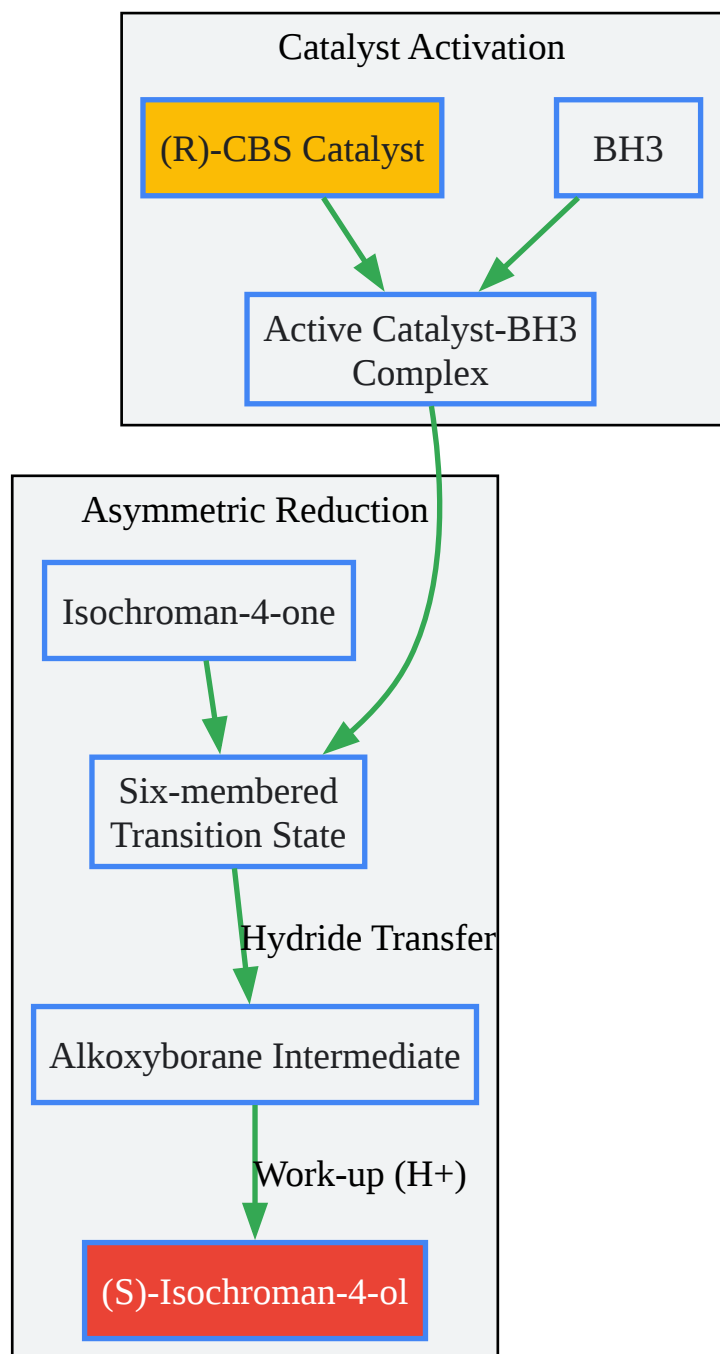 Catalyst Activation
(R)-CBS Catalyst
BH3
Active Catalyst-BH3
Complex
Asymmetric Reduction
Isochroman-4-one
Six-membered
Transition State
Hydride Transfer
Alkoxyborane Intermediate
Work-up (H+)
(S)-Isochroman-4-ol